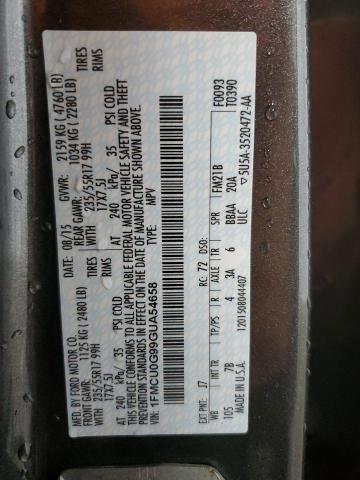 MFD. BY FORD MOTOR CO.
DATE: 08/15 GVWR: 2159 KG ( 4760 LB)
FRONT GAWR: 1125 KG ( 2480 LB) REAR GAWR: 1034 KG ( 2280 LB)
WITH 235/55R17 99H TIRES WITH 235/55R17 99H TIRES
17X7.5J RIMS 17X7.5J RIMS
AT 240 kPa/ 35 PSI COLD AT 240 kPa/ 35 PSI COLD
THIS VEHICLE CONFORMS TO ALL APPLICABLE FEDERAL MOTOR VEHICLE SAFETY AND THEFT
PREVENTION STANDARDS IN EFFECT ON THE DATE OF MANUFACTURE SHOWN ABOVE.
VIN: 1FMCU0G99GUA54658
TYPE: MPV
F0093
T0390
EXT PNT: J7 RC: 72 DSO:
WB BRK INT TR TP/PS R AXLE TR SPR FM21B
105 7B 4 3A 6 BBAA 20A
MADE IN U.S.A. 1201508044407 ULC
▽5U5A-3520472-AA